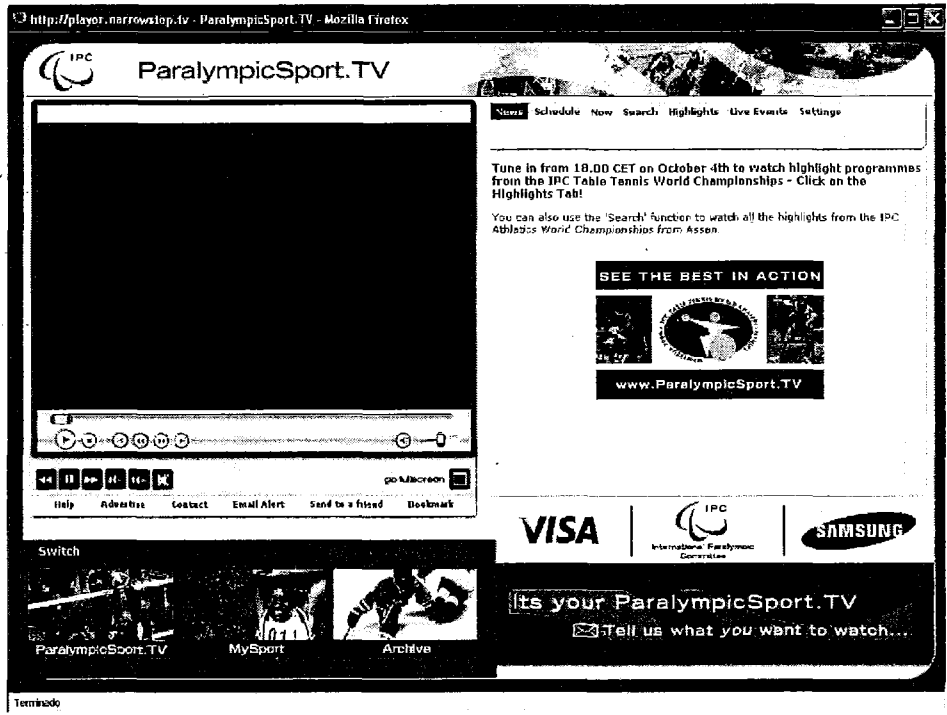 http://player.narrowstep.tv - ParalympicSport.TV - Mozilla Firefox
IPC
ParalympicSport.TV
News Schedule Now Search Highlights Live Events Settings
Tune in from 18.00 CET on October 4th to watch highlight programmes
from the IPC Table Tennis World Championships - Click on the
Highlights Tab!
You can also use the 'Search' function to watch all the highlights from the IPC
Athletics World Championships from Assen.
SEE THE BEST IN ACTION
www.ParalympicSport.TV
go fullscreen
Help Advertise Contact Email Alert Send to a friend Bookmark
VISA
IPC
International Paralympic
Committee
SAMSUNG
Switch
ParalympicSport.TV MySport Archive
Its your ParalympicSport.TV
Tell us what you want to watch...
Terminado